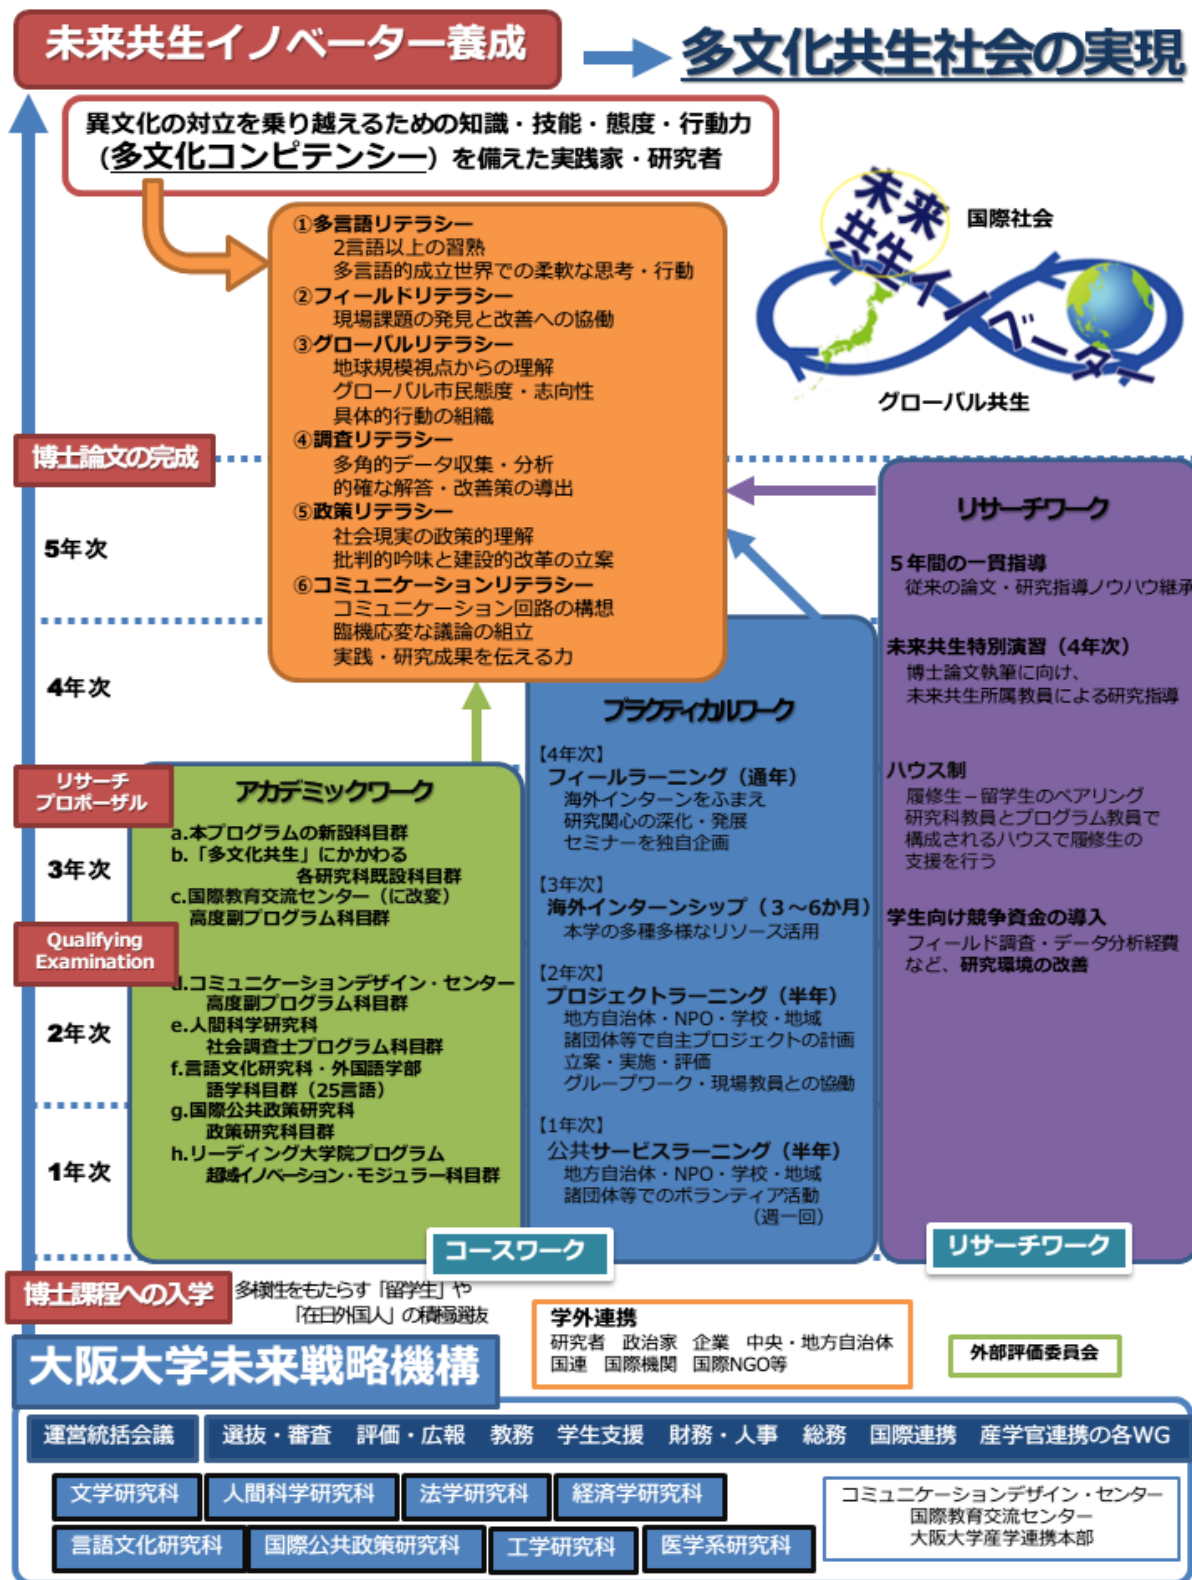 未来共生イノベーター養成
多文化共生社会の実現
異文化の対立を乗り越えるための知識・技能・態度・行動力
（多文化コンピテンシー）を備えた実践家・研究者
①多言語リテラシー
2言語以上の習熟
多言語的成立世界での柔軟な思考・行動
②フィールドリテラシー
現場課題の発見と改善への協働
③グローバルリテラシー
地球規模視点からの理解
グローバル市民態度・志向性
具体的行動の組織
④調査リテラシー
多角的データ収集・分析
的確な解答・改善策の導出
⑤政策リテラシー
社会現実の政策的理解
批判的吟味と建設的改革の立案
⑥コミュニケーションリテラシー
コミュニケーション回路の構想
臨機応変な議論の組立
実践・研究成果を伝える力
未来
共生イノベーター
国際社会
グローバル共生
博士論文の完成
5年次
4年次
リサーチ
プロポーザル
3年次
Qualifying
Examination
2年次
1年次
アカデミックワーク
a.本プログラムの新設科目群
b.「多文化共生」にかかわる
各研究科既設科目群
c.国際教育交流センター（に改変）
高度副プログラム科目群
d.コミュニケーションデザイン・センター
高度副プログラム科目群
e.人間科学研究科
社会調査士プログラム科目群
f.言語文化研究科・外国語学部
語学科目群（25言語）
g.国際公共政策研究科
政策研究科目群
h.リーディング大学院プログラム
超域イノベーション・モジュラー科目群
プラクティカルワーク
【4年次】
フィールラーニング（通年）
海外インターンをふまえ
研究関心の深化・発展
セミナーを独自企画
【3年次】
海外インターンシップ（３～6か月）
本学の多種多様なリソース活用
【2年次】
プロジェクトラーニング（半年）
地方自治体・NPO・学校・地域
諸団体等で自主プロジェクトの計画
立案・実施・評価
グループワーク・現場教員との協働
【1年次】
公共サービスラーニング（半年）
地方自治体・NPO・学校・地域
諸団体等でのボランティア活動
（週一回）
コースワーク
リサーチワーク
５年間の一貫指導
従来の論文・研究指導ノウハウ継承
未来共生特別演習（4年次）
博士論文執筆に向け、
未来共生所属教員による研究指導
ハウス制
履修生－留学生のペアリング
研究科教員とプログラム教員で
構成されるハウスで履修生の
支援を行う
学生向け競争資金の導入
フィールド調査・データ分析経費
など、研究環境の改善
リサーチワーク
博士課程への入学
多様性をもたらす「留学生」や
「在日外国人」の積極選抜
学外連携
研究者 政治家 企業 中央・地方自治体
国連 国際機関 国際NGO等
外部評価委員会
大阪大学未来戦略機構
運営統括会議
選抜・審査 評価・広報 教務 学生支援 財務・人事 総務 国際連携 産学官連携の各WG
文学研究科 人間科学研究科 法学研究科 経済学研究科
言語文化研究科 国際公共政策研究科 工学研究科 医学系研究科
コミュニケーションデザイン・センター
国際教育交流センター
大阪大学産学連携本部